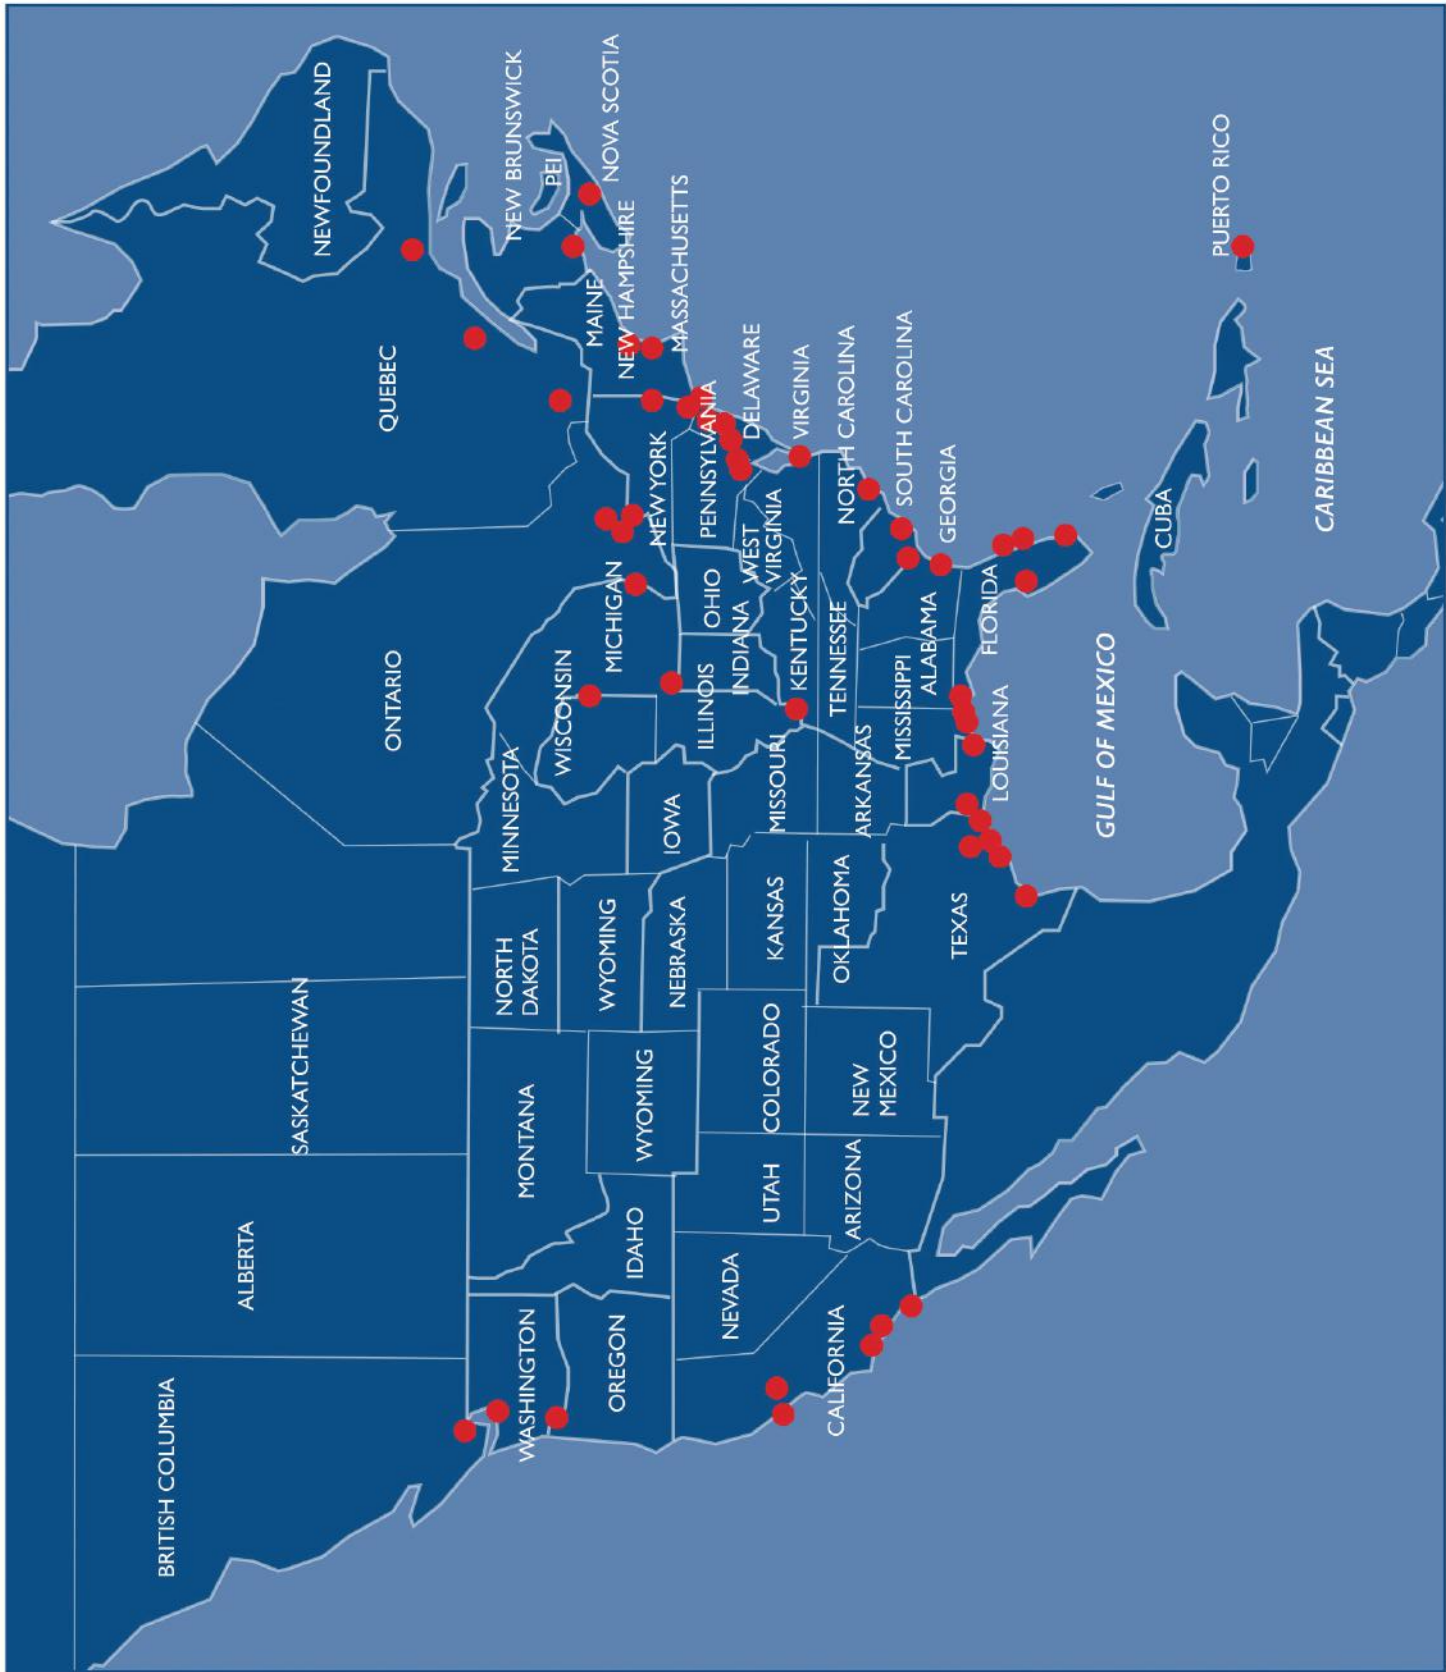 BRITISH COLUMBIA
ALBERTA
SASKATCHEWAN
ONTARIO
QUEBEC
NEWFOUNDLAND
NEW BRUNSWICK
PEI
NOVA SCOTIA
WASHINGTON
MONTANA
NORTH
DAKOTA
MINNESOTA
WISCONSIN
MICHIGAN
MAINE
NEW HAMPSHIRE
MASSACHUSETTS
OREGON
IDAHO
WYOMING
WYOMING
NEBRASKA
IOWA
ILLINOIS
INDIANA
OHIO
NEW YORK
PENNSYLVANIA
DELAWARE
WEST
VIRGINIA
VIRGINIA
NEVADA
UTAH
COLORADO
KANSAS
MISSOURI
KENTUCKY
NORTH CAROLINA
CALIFORNIA
ARIZONA
NEW
MEXICO
OKLAHOMA
ARKANSAS
TENNESSEE
SOUTH CAROLINA
TEXAS
MISSISSIPPI
ALABAMA
GEORGIA
LOUISIANA
FLORIDA
GULF OF MEXICO
CUBA
PUERTO RICO
CARIBBEAN SEA